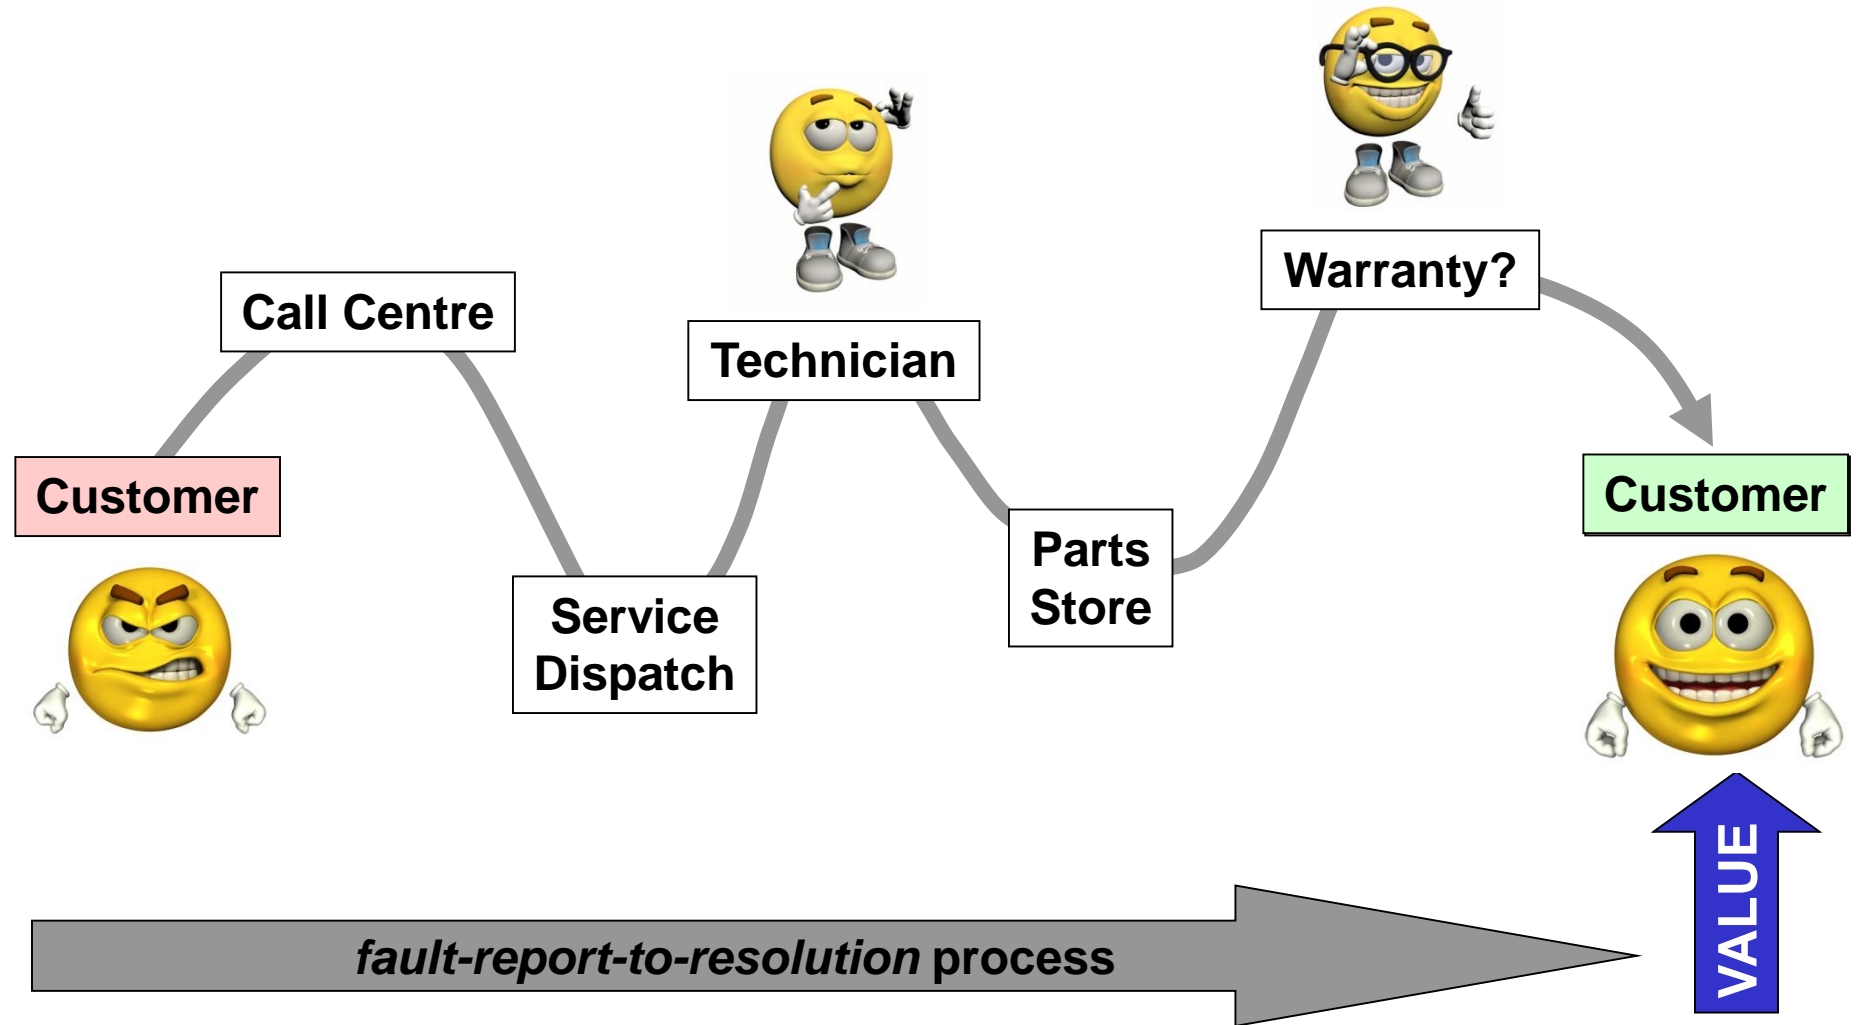 Customer
Call Centre
Service
Dispatch
Technician
Parts
Store
Warranty?
Customer
VALUE
fault-report-to-resolution process